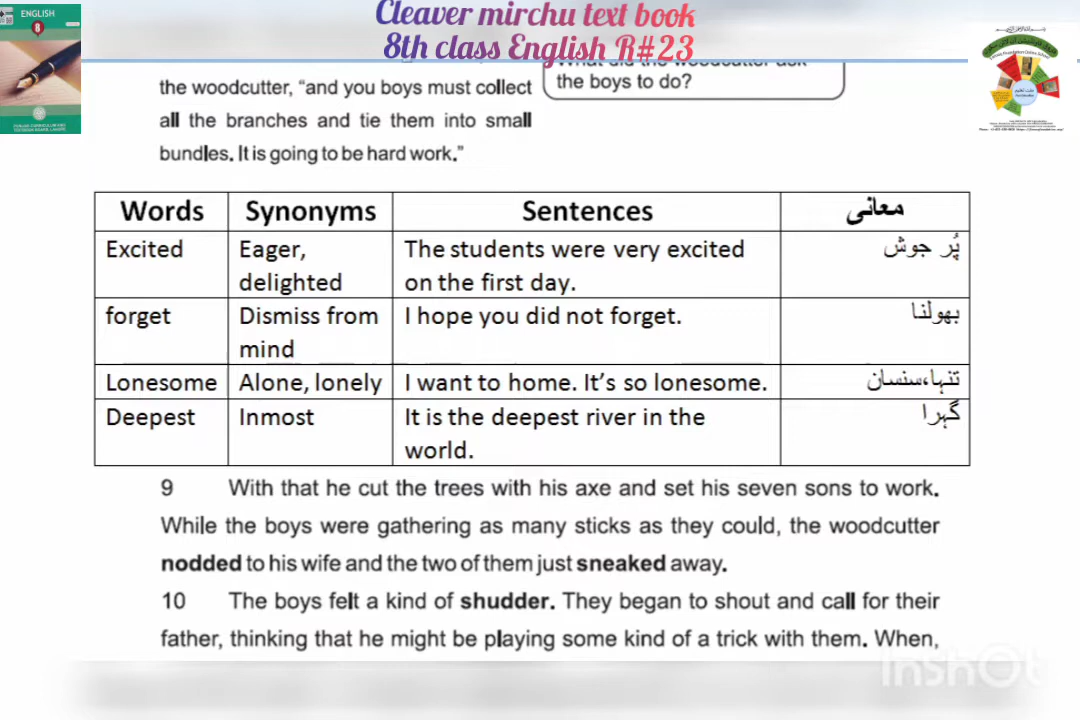 Cleaver mirchu text book
8th class English R#23
ENGLISH
8
What did the woodcutter ask
the boys to do?
the woodcutter, “and you boys must collect
all the branches and tie them into small
bundles. It is going to be hard work.”
Words Synonyms Sentences معانی
Excited Eager, delighted The students were very excited on the first day. پُر جوش
forget Dismiss from mind I hope you did not forget. بھولنا
Lonesome Alone, lonely I want to home. It’s so lonesome. تنہا،سنسان
Deepest Inmost It is the deepest river in the world. گہرا
9 With that he cut the trees with his axe and set his seven sons to work.
While the boys were gathering as many sticks as they could, the woodcutter
nodded to his wife and the two of them just sneaked away.
10 The boys felt a kind of shudder. They began to shout and call for their
father, thinking that he might be playing some kind of a trick with them. When,
InShOt